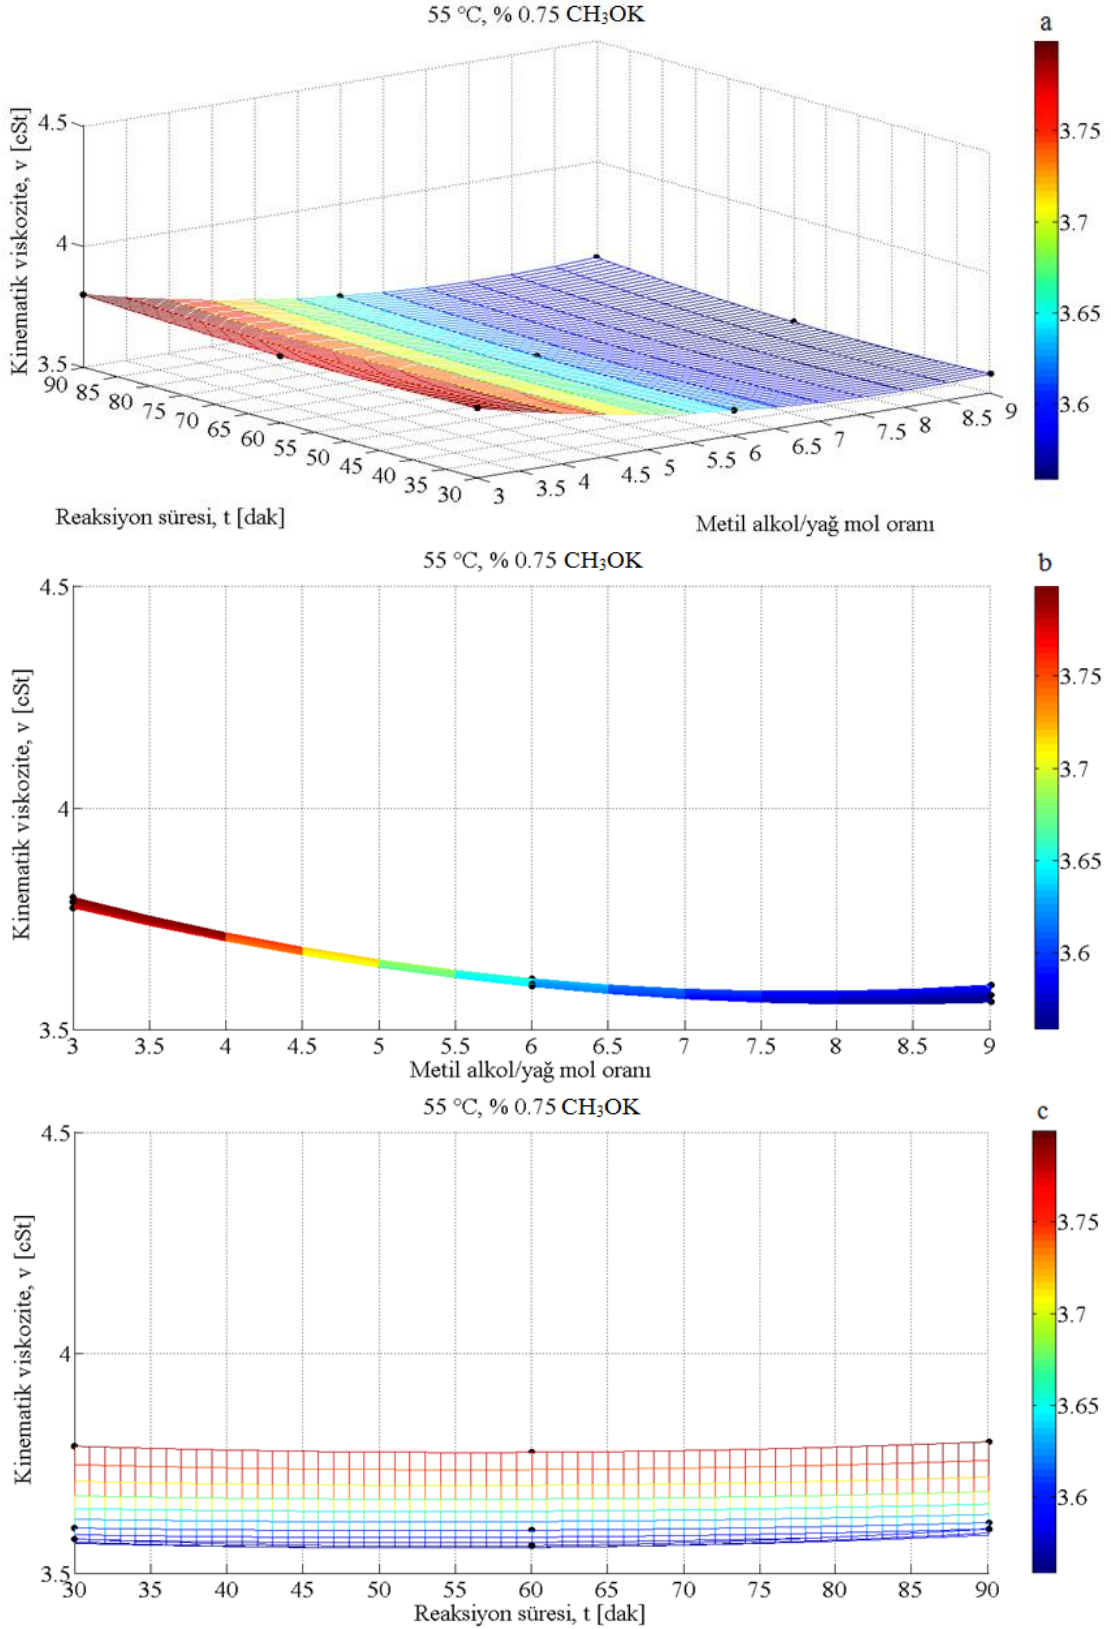 55 °C, % 0.75 CH₃OK
a
Kinematik viskozite, v [cSt]
4.5
4
3.5
90 85 80 75 70 65 60 55 50 45 40 35 30
3 3.5 4 4.5 5 5.5 6 6.5 7 7.5 8 8.5 9
Reaksiyon süresi, t [dak]
Metil alkol/yağ mol oranı
3.75
3.7
3.65
3.6
55 °C, % 0.75 CH₃OK
b
Kinematik viskozite, v [cSt]
4.5
4
3.5
3 3.5 4 4.5 5 5.5 6 6.5 7 7.5 8 8.5 9
Metil alkol/yağ mol oranı
3.75
3.7
3.65
3.6
55 °C, % 0.75 CH₃OK
c
Kinematik viskozite, v [cSt]
4.5
4
3.5
30 35 40 45 50 55 60 65 70 75 80 85 90
Reaksiyon süresi, t [dak]
3.75
3.7
3.65
3.6